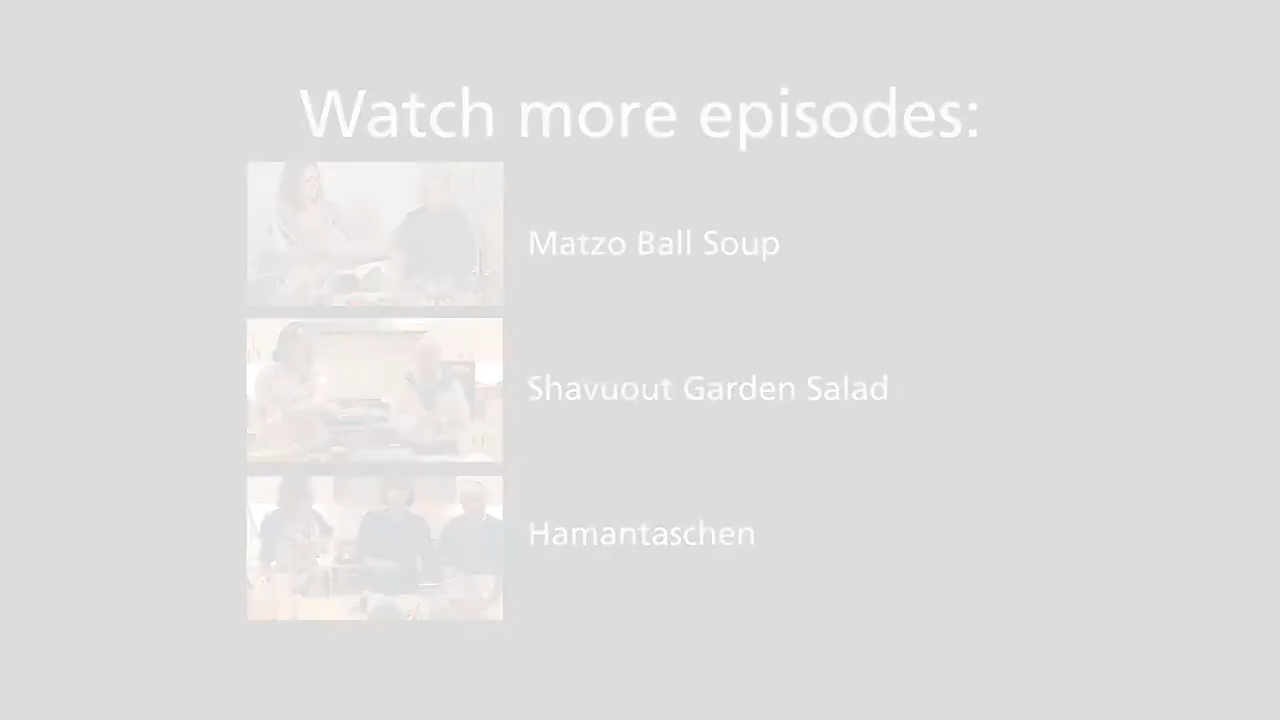 Watch more episodes:
Matzo Ball Soup
Shavuout Garden Salad
Hamantaschen